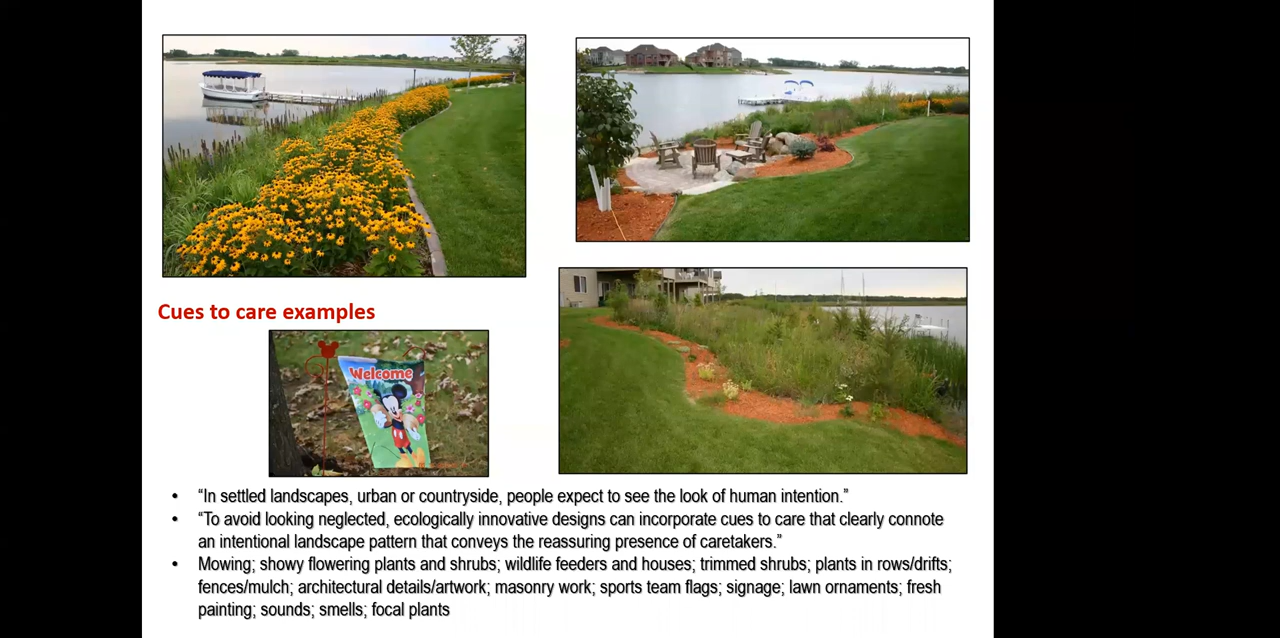 Cues to care examples
Welcome
• “In settled landscapes, urban or countryside, people expect to see the look of human intention.”
• “To avoid looking neglected, ecologically innovative designs can incorporate cues to care that clearly connote
an intentional landscape pattern that conveys the reassuring presence of caretakers.”
• Mowing; showy flowering plants and shrubs; wildlife feeders and houses; trimmed shrubs; plants in rows/drifts;
fences/mulch; architectural details/artwork; masonry work; sports team flags; signage; lawn ornaments; fresh
painting; sounds; smells; focal plants